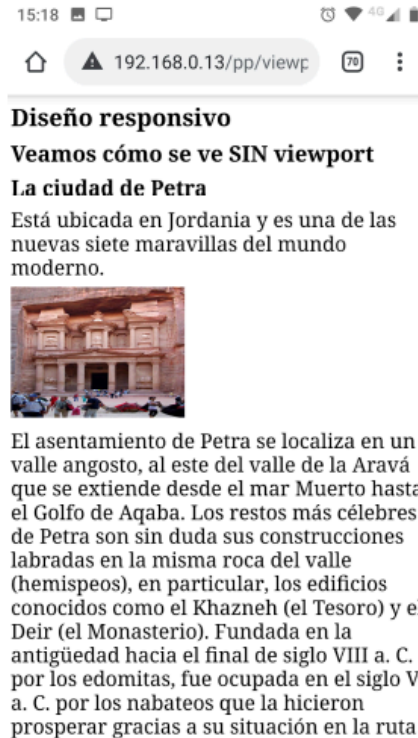 15:18
4G
192.168.0.13/pp/viewp
70
Diseño responsivo
Veamos cómo se ve SIN viewport
La ciudad de Petra
Está ubicada en Jordania y es una de las
nuevas siete maravillas del mundo
moderno.
El asentamiento de Petra se localiza en un
valle angosto, al este del valle de la Aravá
que se extiende desde el mar Muerto hasta
el Golfo de Aqaba. Los restos más célebres
de Petra son sin duda sus construcciones
labradas en la misma roca del valle
(hemispeos), en particular, los edificios
conocidos como el Khazneh (el Tesoro) y el
Deir (el Monasterio). Fundada en la
antigüedad hacia el final de siglo VIII a. C.
por los edomitas, fue ocupada en el siglo V
a. C. por los nabateos que la hicieron
prosperar gracias a su situación en la ruta